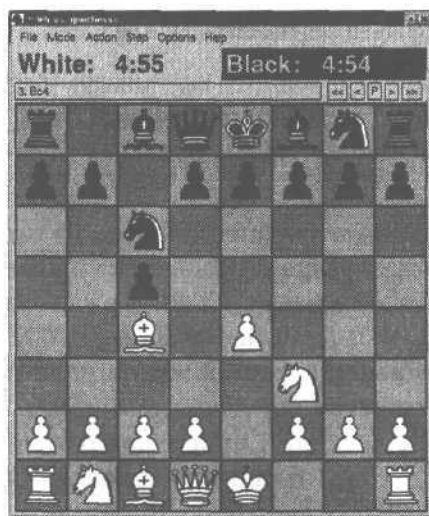 File Mode Action Step Options Help
White: 4:55
Black: 4:54
3. Bc4
<< < P > >>